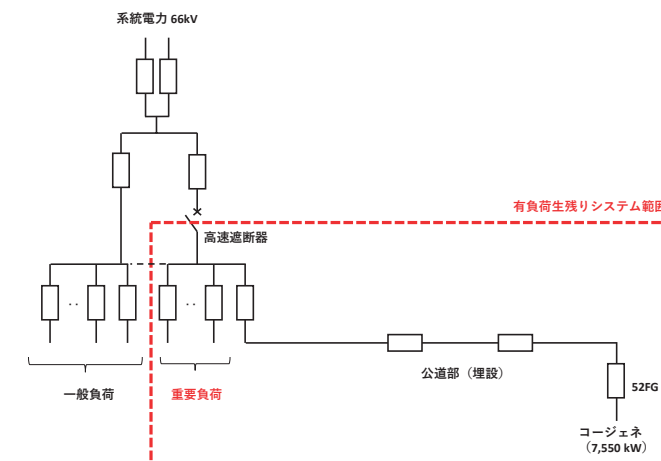 系統電力 66kV
有負荷生残りシステム範囲
高速遮断器
公道部（埋設）
52FG
一般負荷
重要負荷
コージェネ
（7,550 kW）